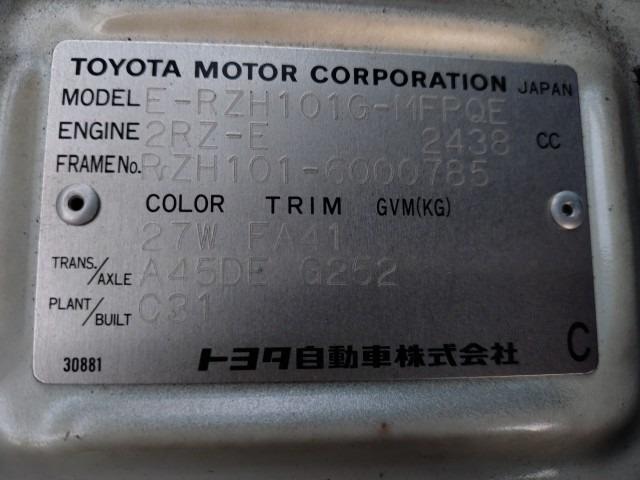 TOYOTA MOTOR CORPORATION JAPAN
MODEL E-RZH101G-MFPQE
ENGINE 2RZ-E 2438 CC
FRAME No. RZH101-6000785
COLOR TRIM GVM(KG)
27W FA41
TRANS./AXLE A45DE G252
PLANT/BUILT C31
30881 トヨタ自動車株式会社 C